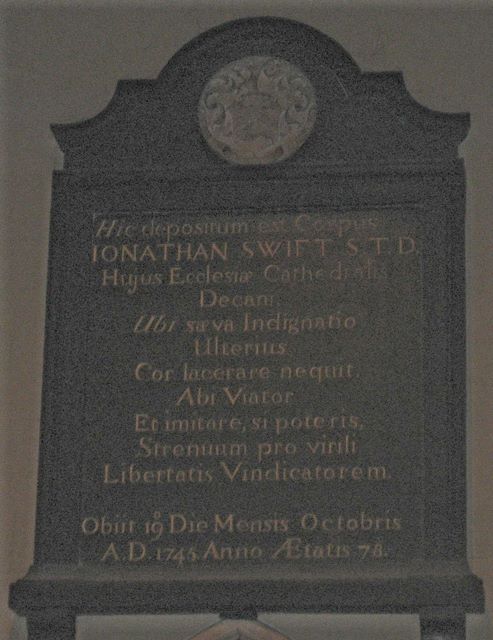 Hic depositum est Corpus
IONATHAN SWIFT S.T.D.
Hujus Ecclesiæ Cathedralis
Decani,
Ubi sæva Indignatio
Ulterius
Cor lacerare nequit.
Abi Viator
Et imitare, si poteris,
Strenuum pro virili
Libertatis Vindicatorem.
Obiit 19º Die Mensis Octobris
A.D. 1745 Anno Ætatis 78.